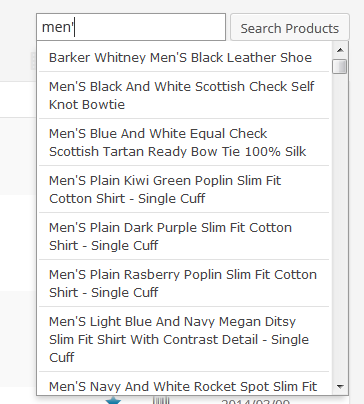 men'
Search Products
Barker Whitney Men'S Black Leather Shoe
Men'S Black And White Scottish Check Self
Knot Bowtie
Men'S Blue And White Equal Check
Scottish Tartan Ready Bow Tie 100% Silk
Men'S Plain Kiwi Green Poplin Slim Fit
Cotton Shirt - Single Cuff
Men'S Plain Dark Purple Slim Fit Cotton
Shirt - Single Cuff
Men'S Plain Rasberry Poplin Slim Fit Cotton
Shirt - Single Cuff
Men'S Light Blue And Navy Megan Ditsy
Slim Fit Shirt With Contrast Detail - Single
Cuff
Men'S Navy And White Rocket Spot Slim Fit